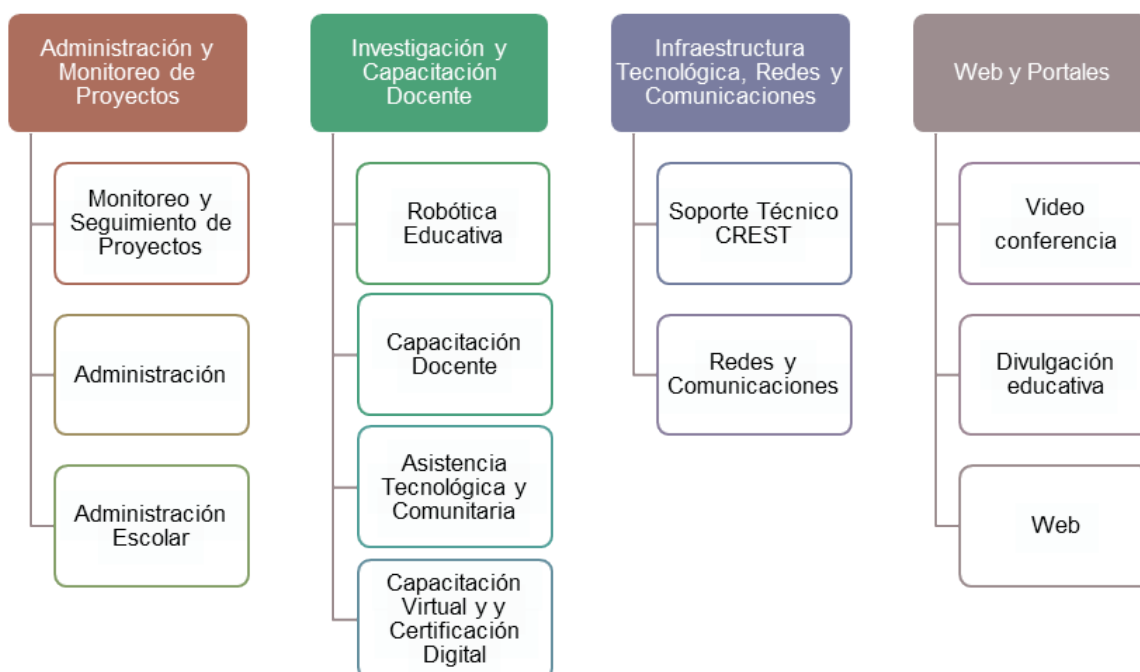 Administración y
Monitoreo de
Proyectos
Monitoreo y
Seguimiento de
Proyectos
Administración
Administración
Escolar
Investigación y
Capacitación
Docente
Robótica
Educativa
Capacitación
Docente
Asistencia
Tecnológica y
Comunitaria
Capacitación
Virtual y y
Certificación
Digital
Infraestructura
Tecnológica, Redes y
Comunicaciones
Soporte Técnico
CREST
Redes y
Comunicaciones
Web y Portales
Video
conferencia
Divulgación
educativa
Web